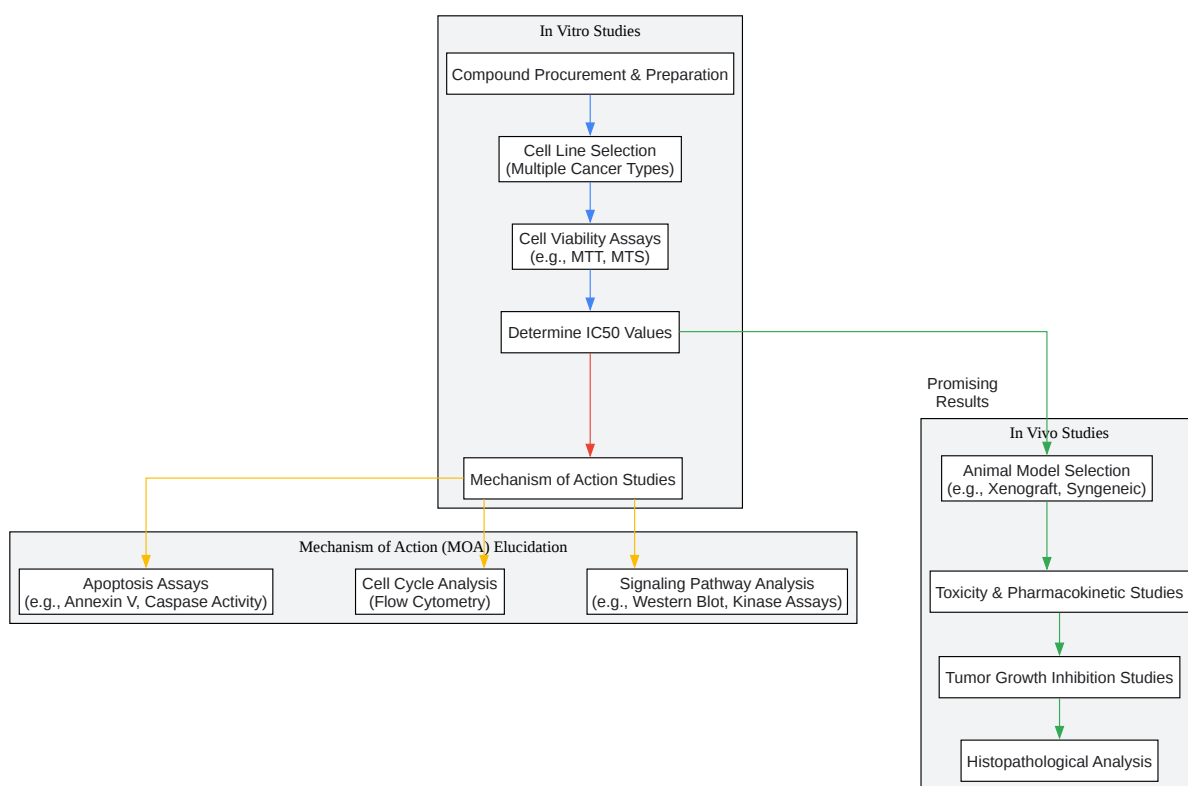 In Vitro Studies
Compound Procurement & Preparation
Cell Line Selection
(Multiple Cancer Types)
Cell Viability Assays
(e.g., MTT, MTS)
Determine IC50 Values
Mechanism of Action Studies
Mechanism of Action (MOA) Elucidation
Apoptosis Assays
(e.g., Annexin V, Caspase Activity)
Cell Cycle Analysis
(Flow Cytometry)
Signaling Pathway Analysis
(e.g., Western Blot, Kinase Assays)
Promising
Results
In Vivo Studies
Animal Model Selection
(e.g., Xenograft, Syngeneic)
Toxicity & Pharmacokinetic Studies
Tumor Growth Inhibition Studies
Histopathological Analysis